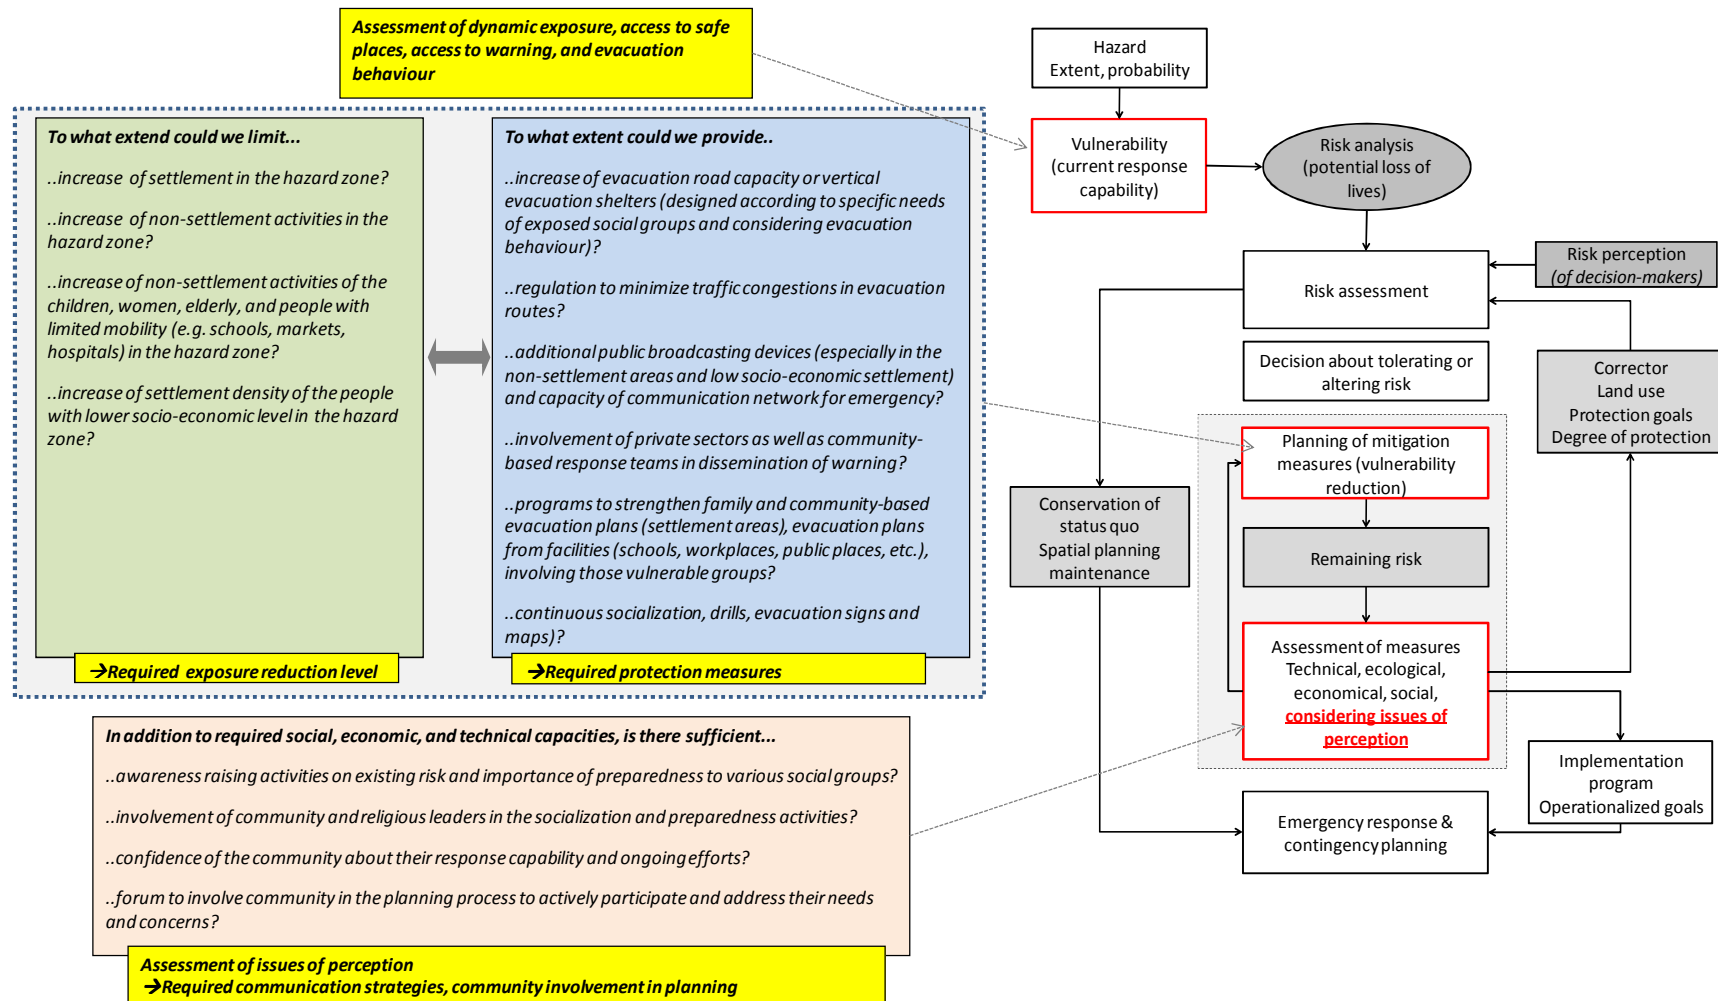 Assessment of dynamic exposure, access to safe
places, access to warning, and evacuation
behaviour
To what extend could we limit...
..increase of settlement in the hazard zone?
..increase of non-settlement activities in the
hazard zone?
..increase of non-settlement activities of the
children, women, elderly, and people with
limited mobility (e.g. schools, markets,
hospitals) in the hazard zone?
..increase of settlement density of the people
with lower socio-economic level in the hazard
zone?
→Required exposure reduction level
To what extent could we provide..
..increase of evacuation road capacity or vertical
evacuation shelters (designed according to specific needs
of exposed social groups and considering evacuation
behaviour)?
..regulation to minimize traffic congestions in evacuation
routes?
..additional public broadcasting devices (especially in the
non-settlement areas and low socio-economic settlement)
and capacity of communication network for emergency?
..involvement of private sectors as well as community-
based response teams in dissemination of warning?
..programs to strengthen family and community-based
evacuation plans (settlement areas), evacuation plans
from facilities (schools, workplaces, public places, etc.),
involving those vulnerable groups?
..continuous socialization, drills, evacuation signs and
maps)?
→Required protection measures
In addition to required social, economic, and technical capacities, is there sufficient...
..awareness raising activities on existing risk and importance of preparedness to various social groups?
..involvement of community and religious leaders in the socialization and preparedness activities?
..confidence of the community about their response capability and ongoing efforts?
..forum to involve community in the planning process to actively participate and address their needs
and concerns?
Assessment of issues of perception
→Required communication strategies, community involvement in planning
Hazard
Extent, probability
Vulnerability
(current response
capability)
Risk analysis
(potential loss of
lives)
Risk perception
(of decision-makers)
Risk assessment
Decision about tolerating or
altering risk
Corrector
Land use
Protection goals
Degree of protection
Planning of mitigation
measures (vulnerability
reduction)
Conservation of
status quo
Spatial planning
maintenance
Remaining risk
Assessment of measures
Technical, ecological,
economical, social,
considering issues of
perception
Implementation
program
Operationalized goals
Emergency response &
contingency planning